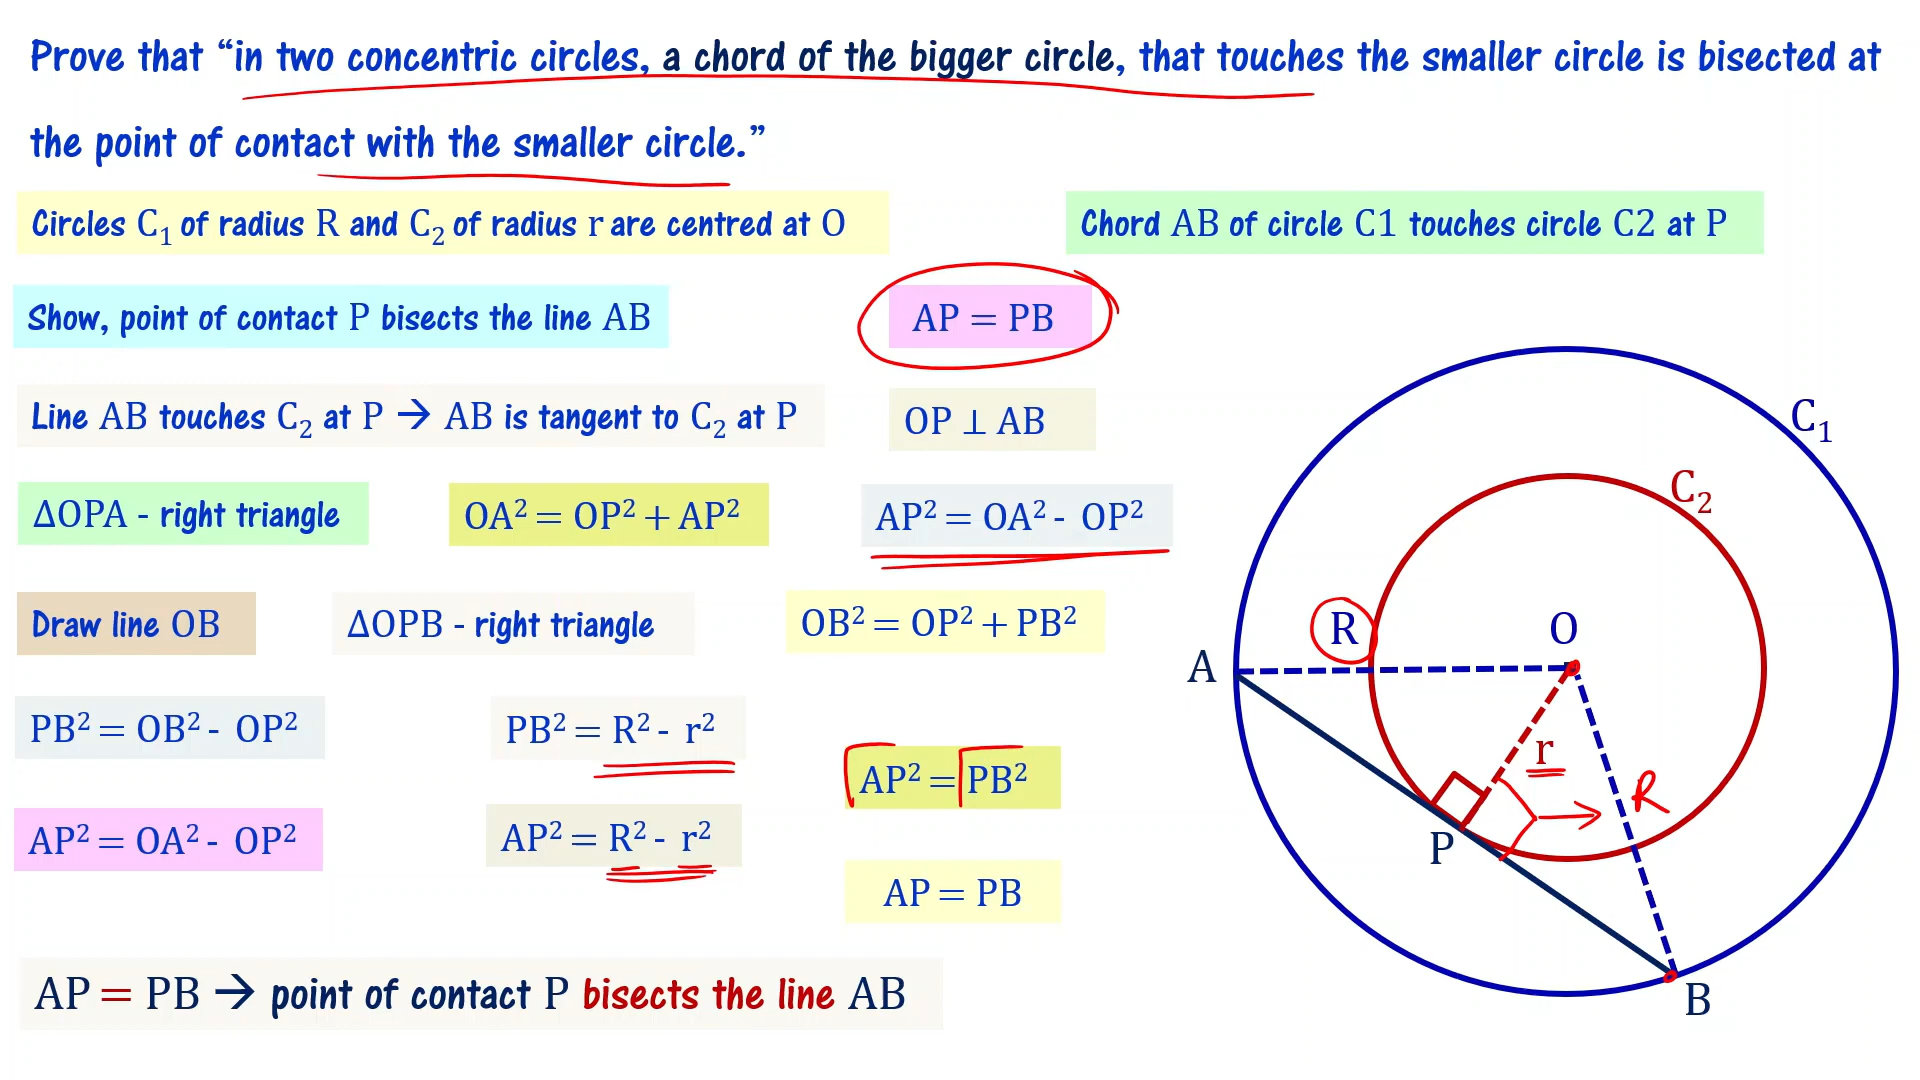 Prove that “in two concentric circles, a chord of the bigger circle, that touches the smaller circle is bisected at
the point of contact with the smaller circle.”
Circles C₁ of radius R and C₂ of radius r are centred at O
Chord AB of circle C1 touches circle C2 at P
Show, point of contact P bisects the line AB
AP = PB
Line AB touches C₂ at P → AB is tangent to C₂ at P
OP ⊥ AB
ΔOPA - right triangle
OA² = OP² + AP²
AP² = OA² - OP²
Draw line OB
ΔOPB - right triangle
OB² = OP² + PB²
PB² = OB² - OP²
PB² = R² - r²
AP² = PB²
AP² = OA² - OP²
AP² = R² - r²
AP = PB
AP = PB → point of contact P bisects the line AB
C₁
C₂
R
O
A
r
R
P
B